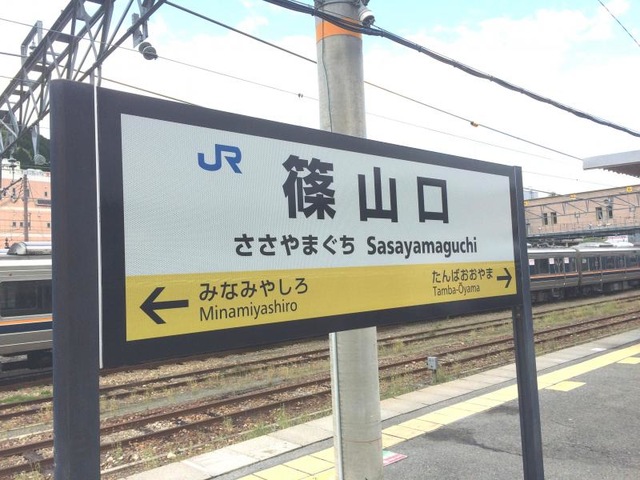 JR
篠山口
ささやまぐち Sasayamaguchi
みなみやしろ
Minamiyashiro
たんばおおやま
Tamba-Ōyama